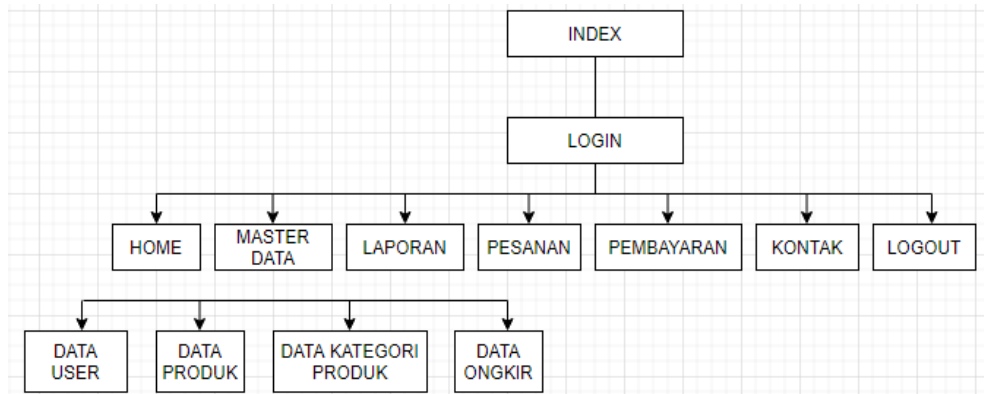 INDEX
LOGIN
HOME
MASTER
DATA
LAPORAN
PESANAN
PEMBAYARAN
KONTAK
LOGOUT
DATA
USER
DATA
PRODUK
DATA KATEGORI
PRODUK
DATA
ONGKIR